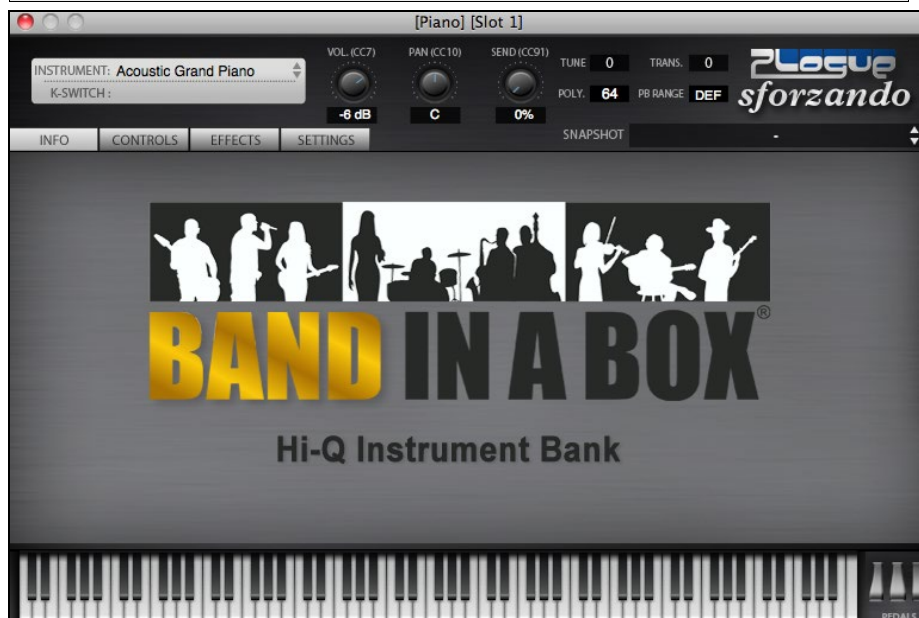 [Piano] [Slot 1]
INSTRUMENT: Acoustic Grand Piano
K-SWITCH :
VOL. (CC7) PAN (CC10) SEND (CC91)
-6 dB C 0%
TUNE 0 TRANS. 0
POLY. 64 PB RANGE DEF
Plogue
sforzando
INFO CONTROLS EFFECTS SETTINGS
SNAPSHOT -
BAND IN A BOX®
Hi-Q Instrument Bank
PEDALS